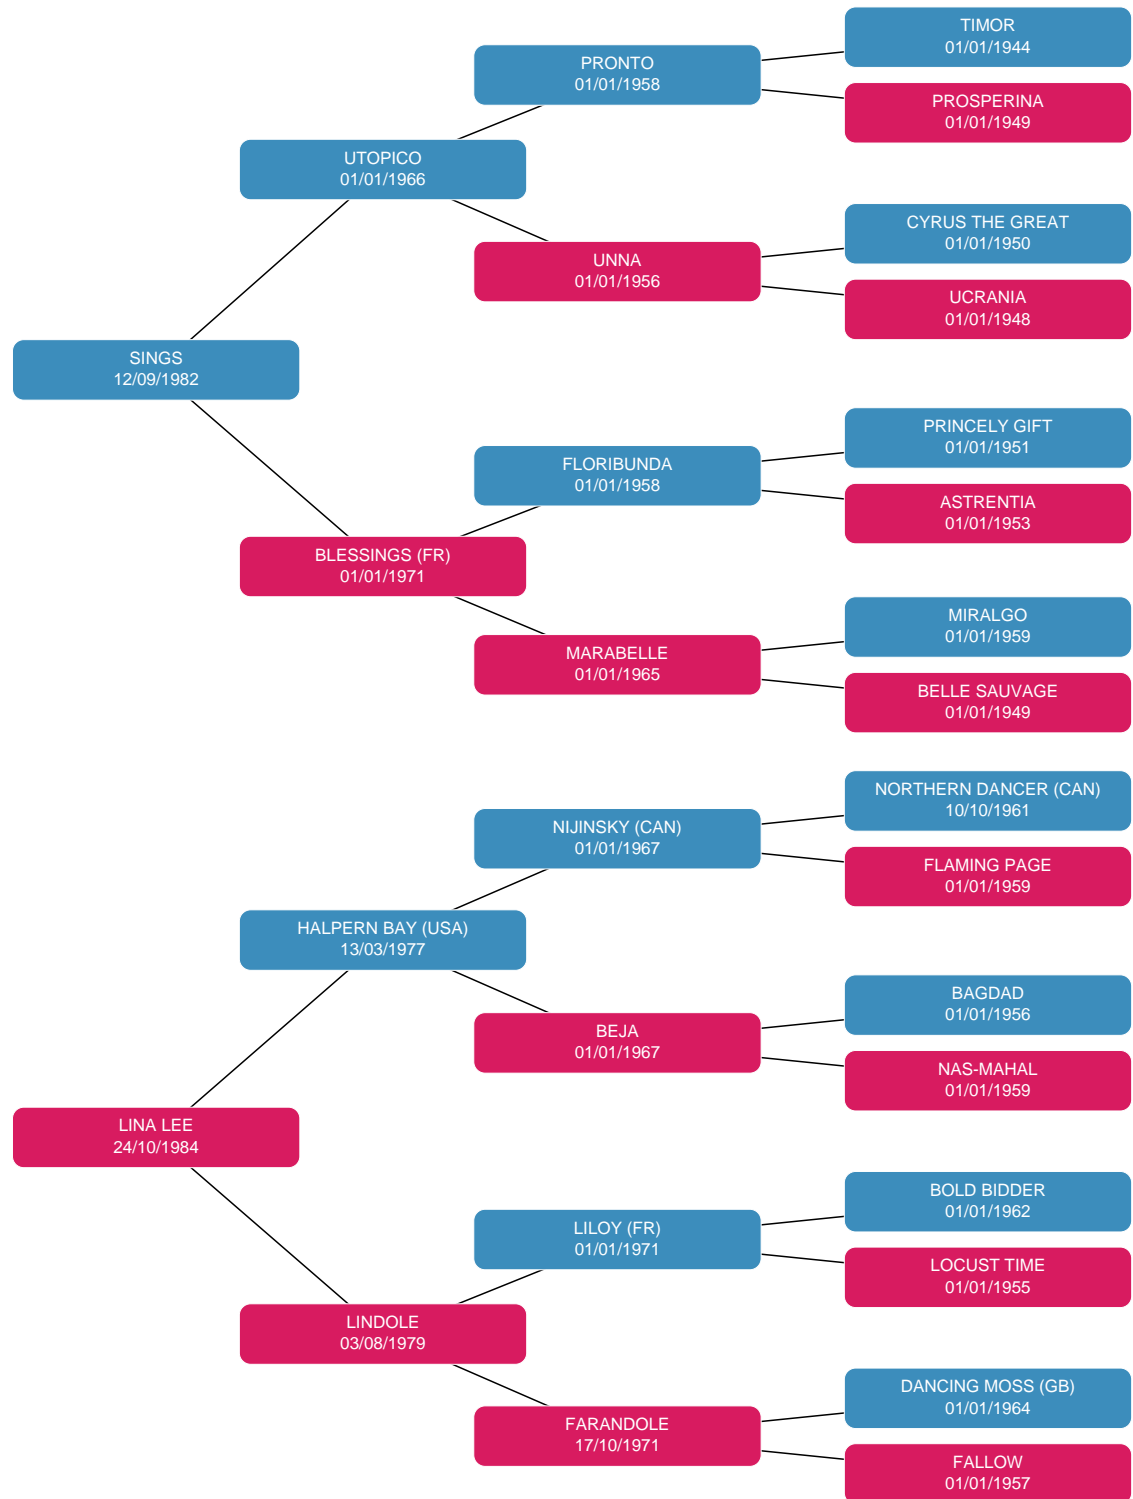 TIMOR
01/01/1944
PRONTO
01/01/1958
PROSPERINA
01/01/1949
UTOPICO
01/01/1966
CYRUS THE GREAT
01/01/1950
UNNA
01/01/1956
UCRANIA
01/01/1948
SINGS
12/09/1982
PRINCELY GIFT
01/01/1951
FLORIBUNDA
01/01/1958
ASTRENTIA
01/01/1953
BLESSINGS (FR)
01/01/1971
MIRALGO
01/01/1959
MARABELLE
01/01/1965
BELLE SAUVAGE
01/01/1949
NORTHERN DANCER (CAN)
10/10/1961
NIJINSKY (CAN)
01/01/1967
FLAMING PAGE
01/01/1959
HALPERN BAY (USA)
13/03/1977
BAGDAD
01/01/1956
BEJA
01/01/1967
NAS-MAHAL
01/01/1959
LINA LEE
24/10/1984
BOLD BIDDER
01/01/1962
LILOY (FR)
01/01/1971
LOCUST TIME
01/01/1955
LINDOLE
03/08/1979
DANCING MOSS (GB)
01/01/1964
FARANDOLE
17/10/1971
FALLOW
01/01/1957